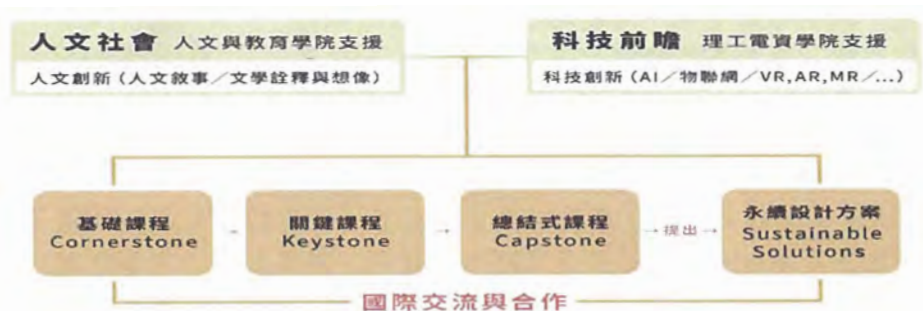 人文社會 人文與教育學院支援
人文創新（人文敘事／文學詮釋與想像）
科技前瞻 理工電資學院支援
科技創新（AI／物聯網／VR,AR,MR／...）
基礎課程
Cornerstone
→
關鍵課程
Keystone
→
總結式課程
Capstone
→提出→
永續設計方案
Sustainable
Solutions
國際交流與合作